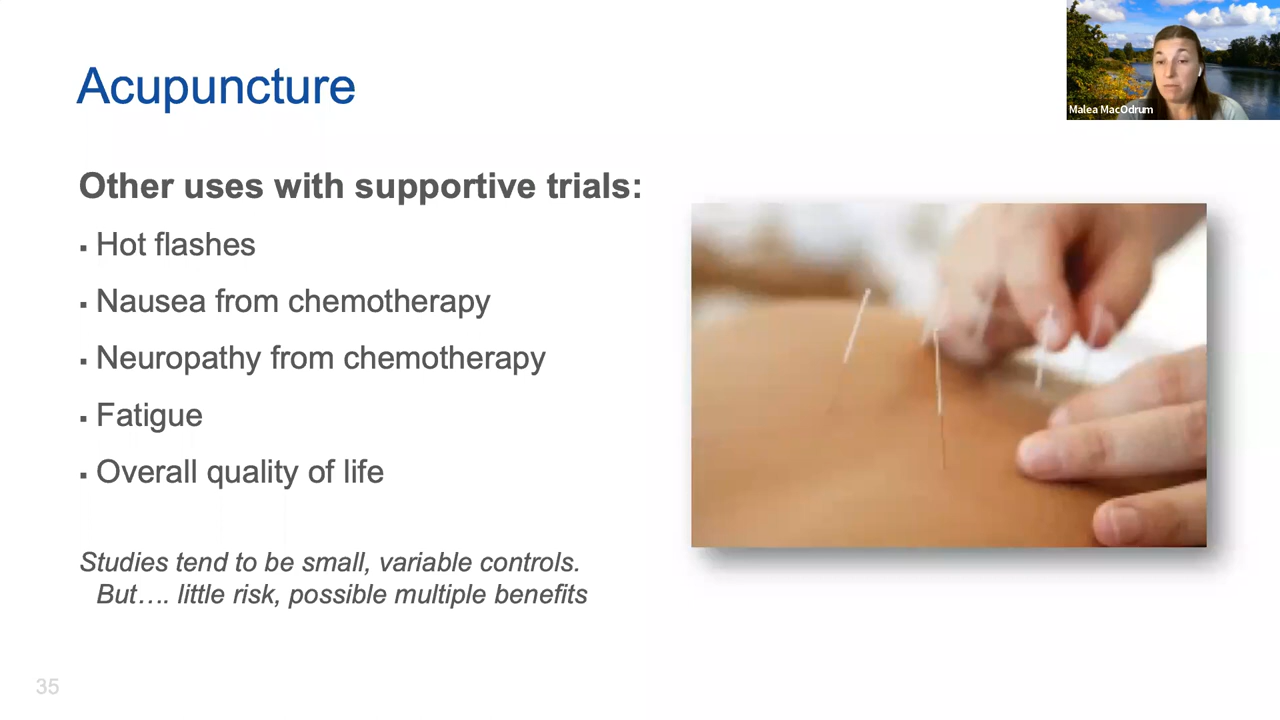 Acupuncture
Malea MacOdrum
Other uses with supportive trials:
▪ Hot flashes
▪ Nausea from chemotherapy
▪ Neuropathy from chemotherapy
▪ Fatigue
▪ Overall quality of life
Studies tend to be small, variable controls.
But…. little risk, possible multiple benefits
35